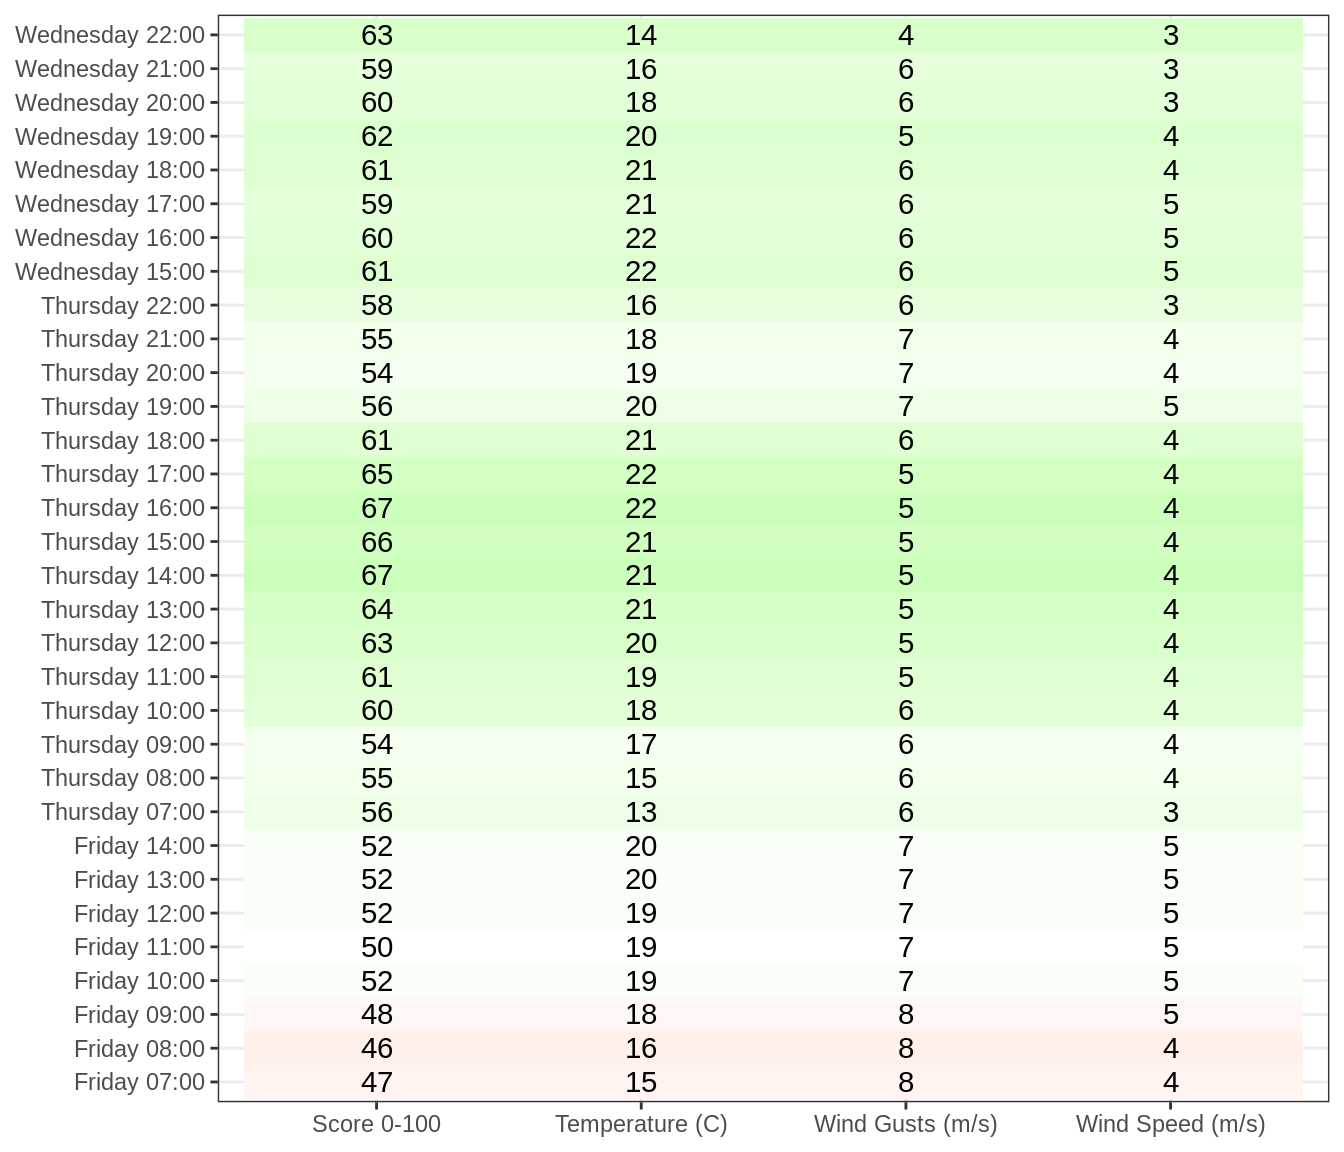 Wednesday 22:00 63 14 4 3
Wednesday 21:00 59 16 6 3
Wednesday 20:00 60 18 6 3
Wednesday 19:00 62 20 5 4
Wednesday 18:00 61 21 6 4
Wednesday 17:00 59 21 6 5
Wednesday 16:00 60 22 6 5
Wednesday 15:00 61 22 6 5
Thursday 22:00 58 16 6 3
Thursday 21:00 55 18 7 4
Thursday 20:00 54 19 7 4
Thursday 19:00 56 20 7 5
Thursday 18:00 61 21 6 4
Thursday 17:00 65 22 5 4
Thursday 16:00 67 22 5 4
Thursday 15:00 66 21 5 4
Thursday 14:00 67 21 5 4
Thursday 13:00 64 21 5 4
Thursday 12:00 63 20 5 4
Thursday 11:00 61 19 5 4
Thursday 10:00 60 18 6 4
Thursday 09:00 54 17 6 4
Thursday 08:00 55 15 6 4
Thursday 07:00 56 13 6 3
Friday 14:00 52 20 7 5
Friday 13:00 52 20 7 5
Friday 12:00 52 19 7 5
Friday 11:00 50 19 7 5
Friday 10:00 52 19 7 5
Friday 09:00 48 18 8 5
Friday 08:00 46 16 8 4
Friday 07:00 47 15 8 4
Score 0-100 Temperature (C) Wind Gusts (m/s) Wind Speed (m/s)